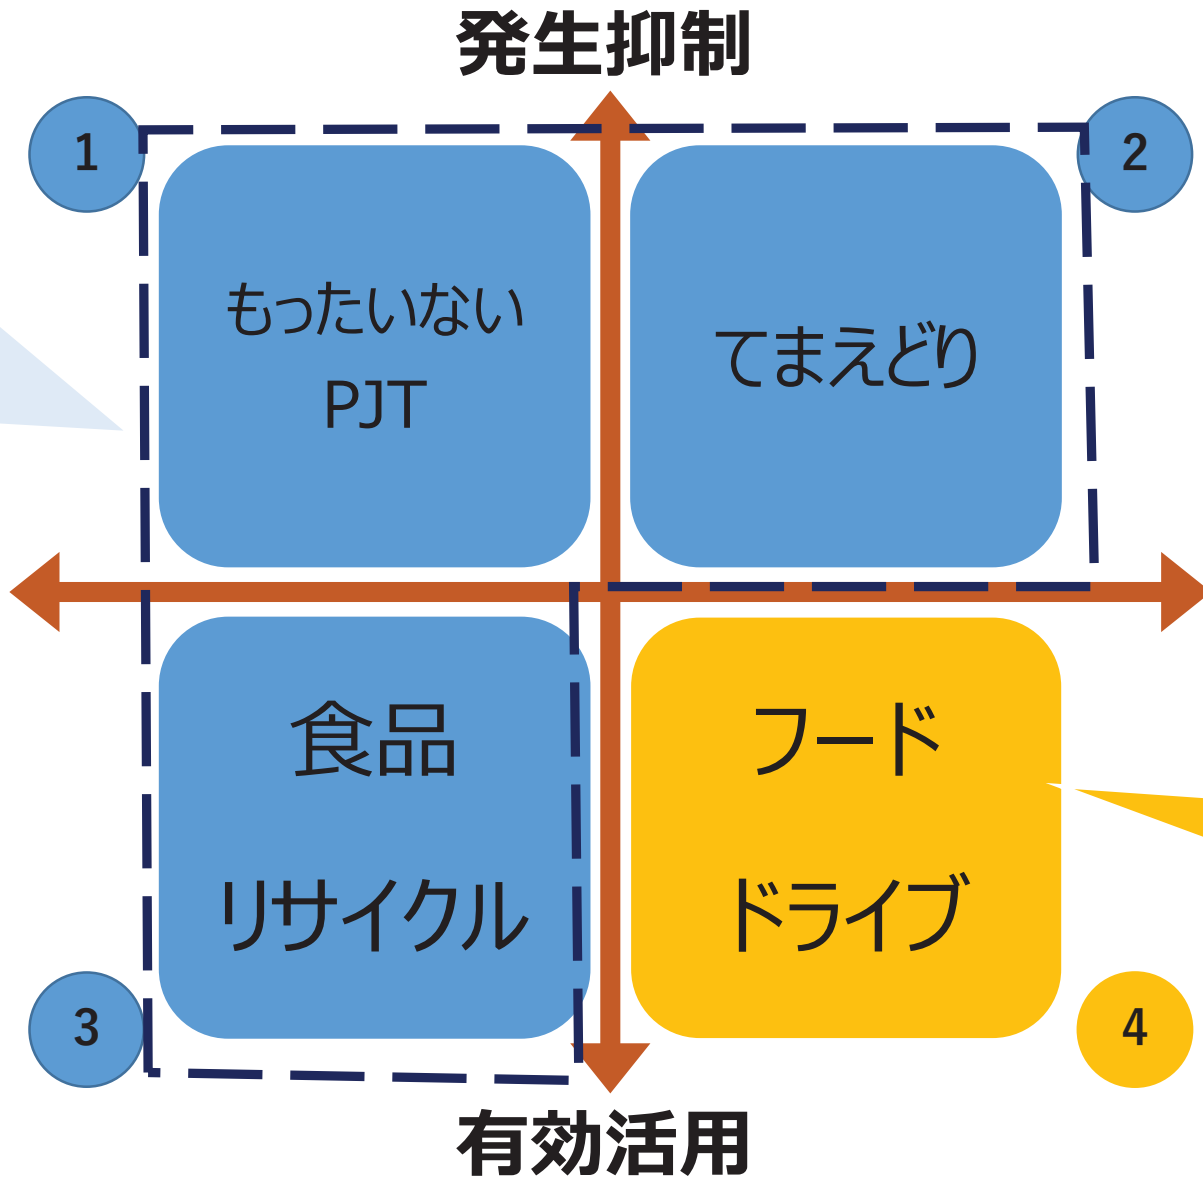 発生抑制
1
2
もったいない
PJT
てまえどり
食品
リサイクル
フード
ドライブ
3
4
有効活用